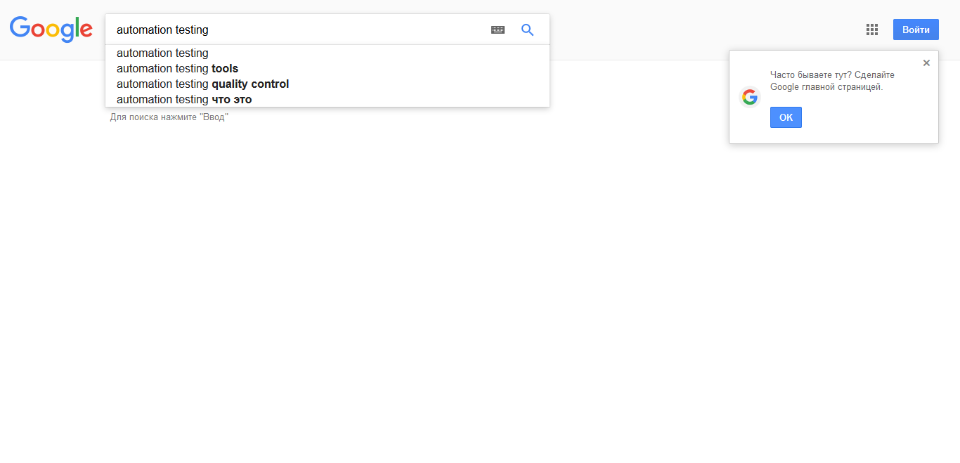 Google
automation testing
Войти
automation testing
automation testing tools
automation testing quality control
automation testing что это
Для поиска нажмите "Ввод"
Часто бываете тут? Сделайте
Google главной страницей.
OK